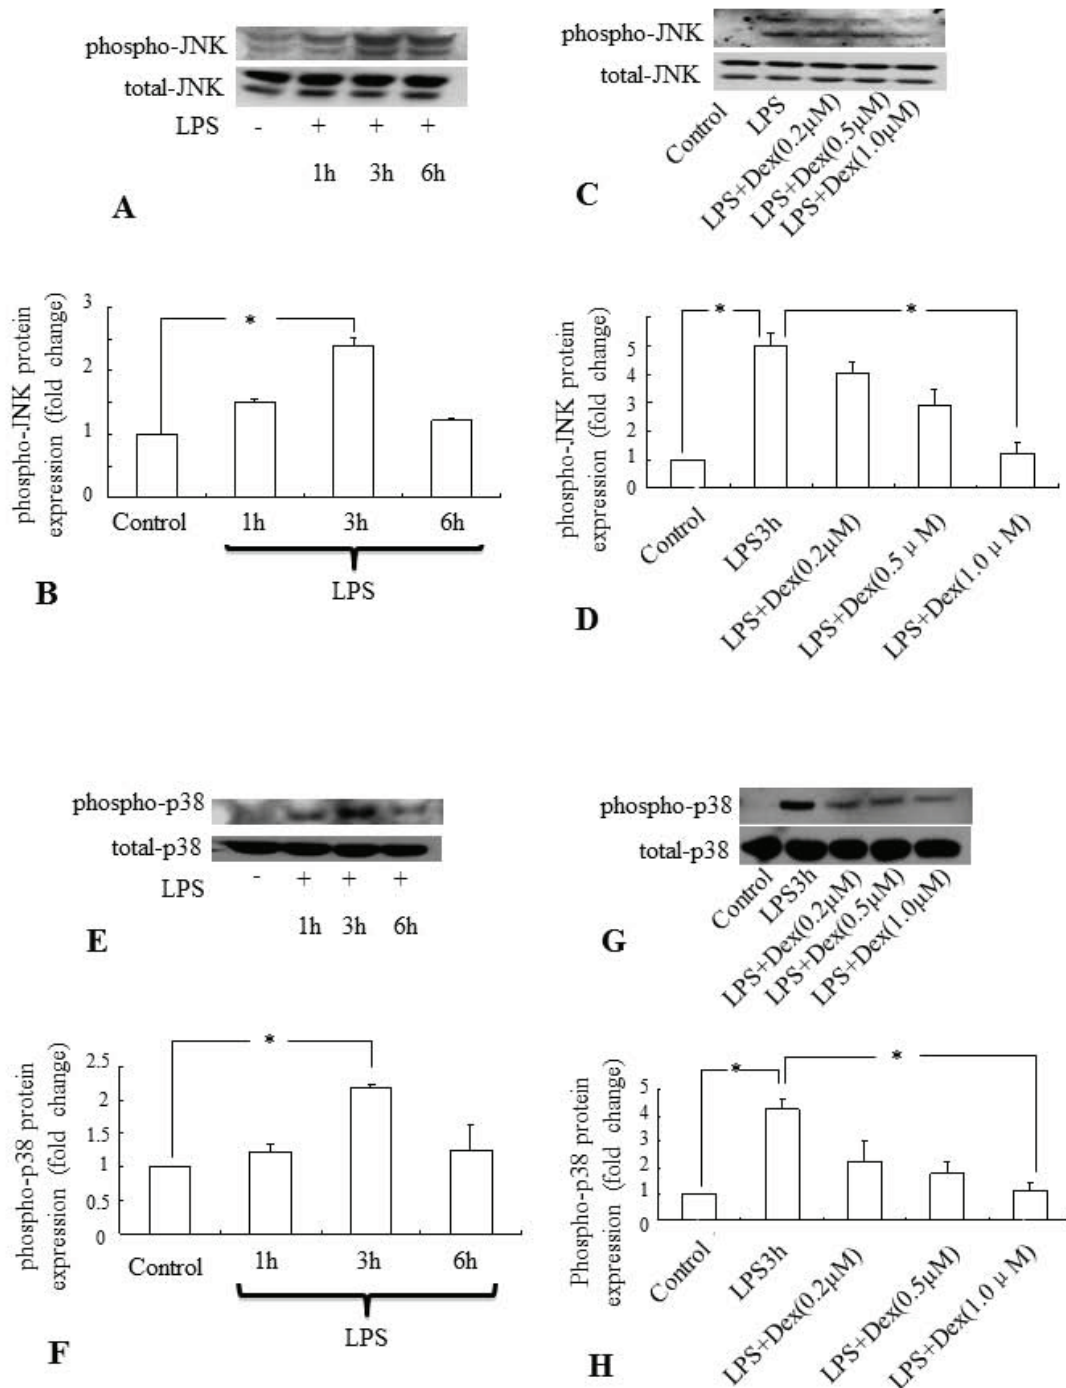 phospho-JNK
total-JNK
LPS - + + +
1h 3h 6h
A
phospho-JNK
total-JNK
Control
LPS
LPS+Dex(0.2μM)
LPS+Dex(0.5μM)
LPS+Dex(1.0μM)
C
phospho-JNK protein
expression (fold change)
3
2
1
0
*
Control 1h 3h 6h
LPS
B
phospho-JNK protein
expression (fold change)
5
4
3
2
1
0
* *
Control
LPS3h
LPS+Dex(0.2μM)
LPS+Dex(0.5 μ M)
LPS+Dex(1.0 μ M)
D
phospho-p38
total-p38
LPS - + + +
1h 3h 6h
E
phospho-p38
total-p38
Control
LPS3h
LPS+Dex(0.2μM)
LPS+Dex(0.5μM)
LPS+Dex(1.0μM)
G
phospho-p38 protein
expression (fold change)
2.5
2
1.5
1
0.5
0
*
Control 1h 3h 6h
LPS
F
Phospho-p38 protein
expression (fold change)
5
4
3
2
1
0
* *
Control
LPS3h
LPS+Dex(0.2μM)
LPS+Dex(0.5μM)
LPS+Dex(1.0 μ M)
H